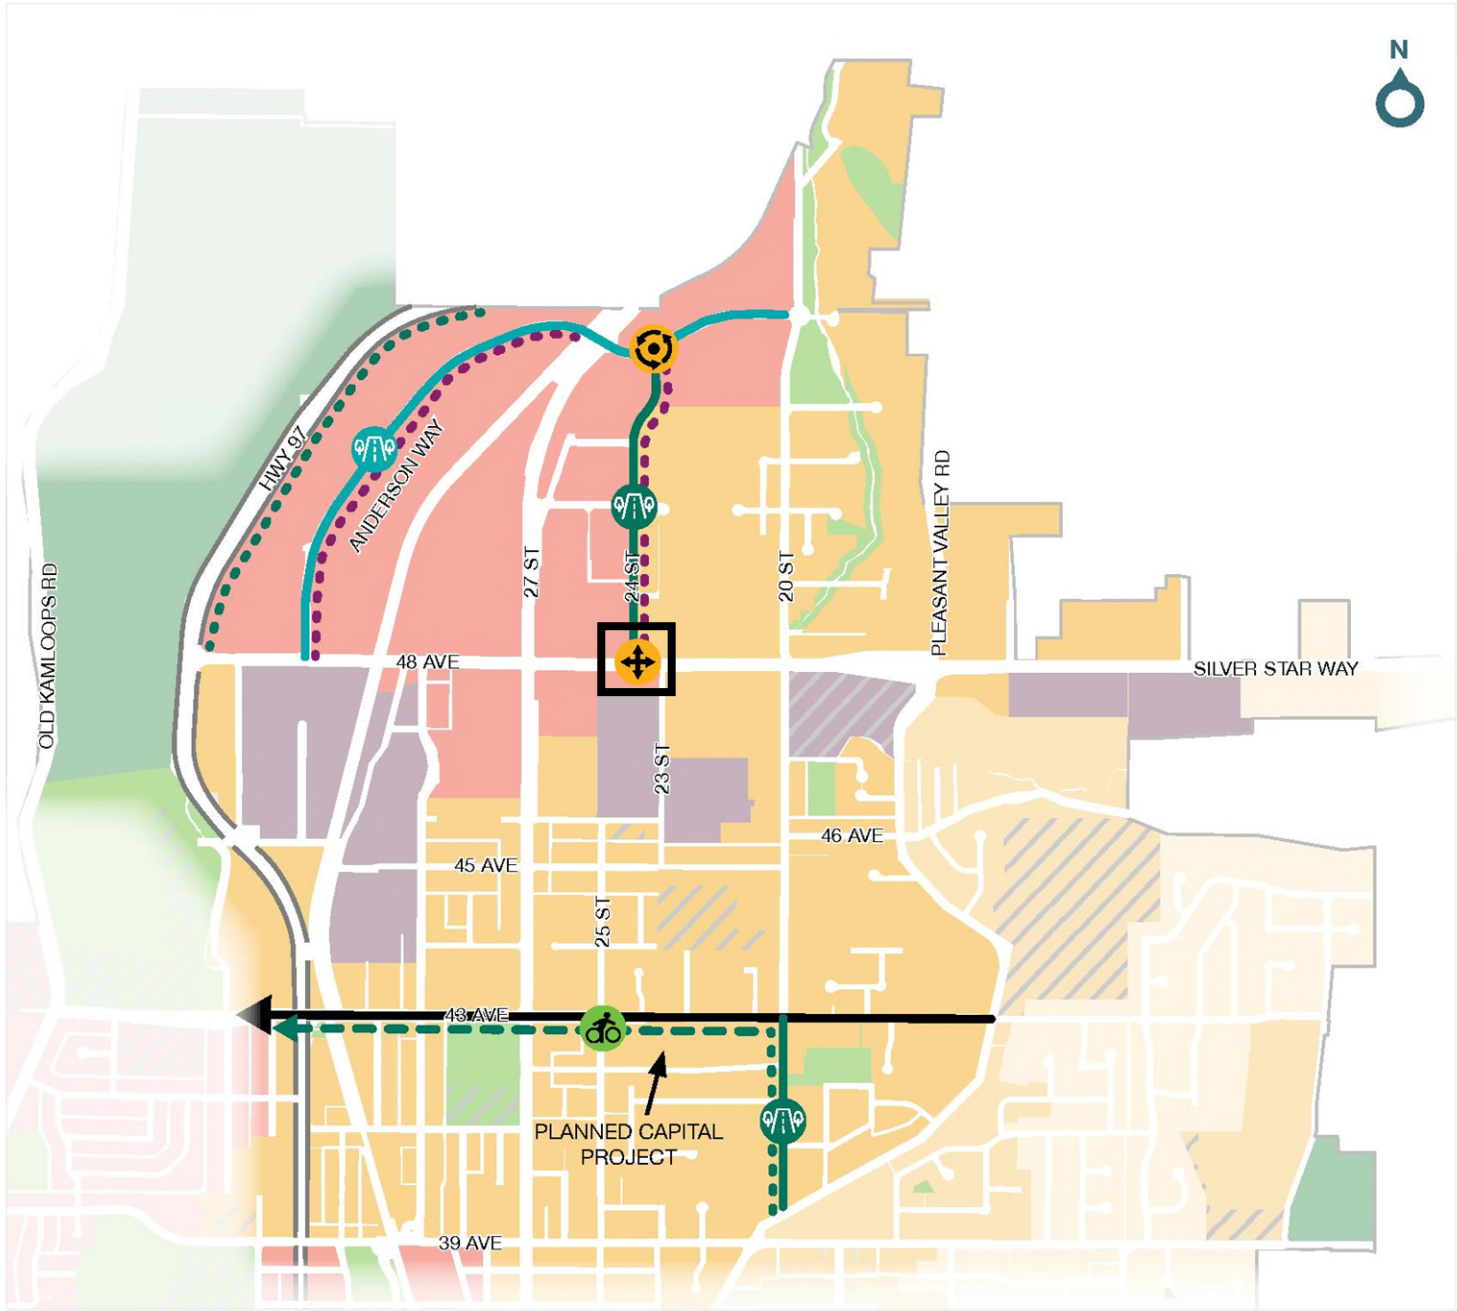 N
HWY 97
ANDERSON WAY
OLD KAMLOOPS RD
27 ST
24 ST
20 ST
PLEASANT VALLEY RD
48 AVE
SILVER STAR WAY
23 ST
46 AVE
45 AVE
25 ST
43 AVE
PLANNED CAPITAL
PROJECT
39 AVE